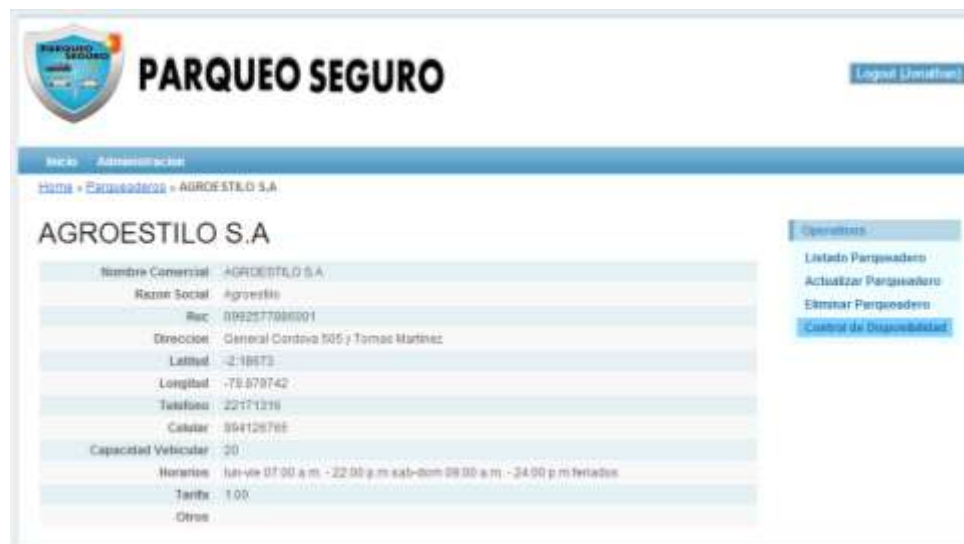 PARQUEO
SEGURO
PARQUEO SEGURO
Logout (Jonathan)
Inicio Administracion
Home » Parqueaderos » AGROESTILO S.A
AGROESTILO S.A
Nombre Comercial AGROESTILO S.A
Razon Social Agroestilo
Ruc
Direccion General Cordova 505 y Tomas Martinez
Latitud -2.18673
Longitud -79.879742
Telefono 22171316
Celular 994126765
Capacidad Vehicular 20
Horarios lun-vie 07:00 a.m. - 22:00 p.m sab-dom 09:00 a.m. - 24:00 p.m feriados
Tarifa 1.00
Otros
Operations
Listado Parqueadero
Actualizar Parqueadero
Eliminar Parqueadero
Control de Disponibilidad